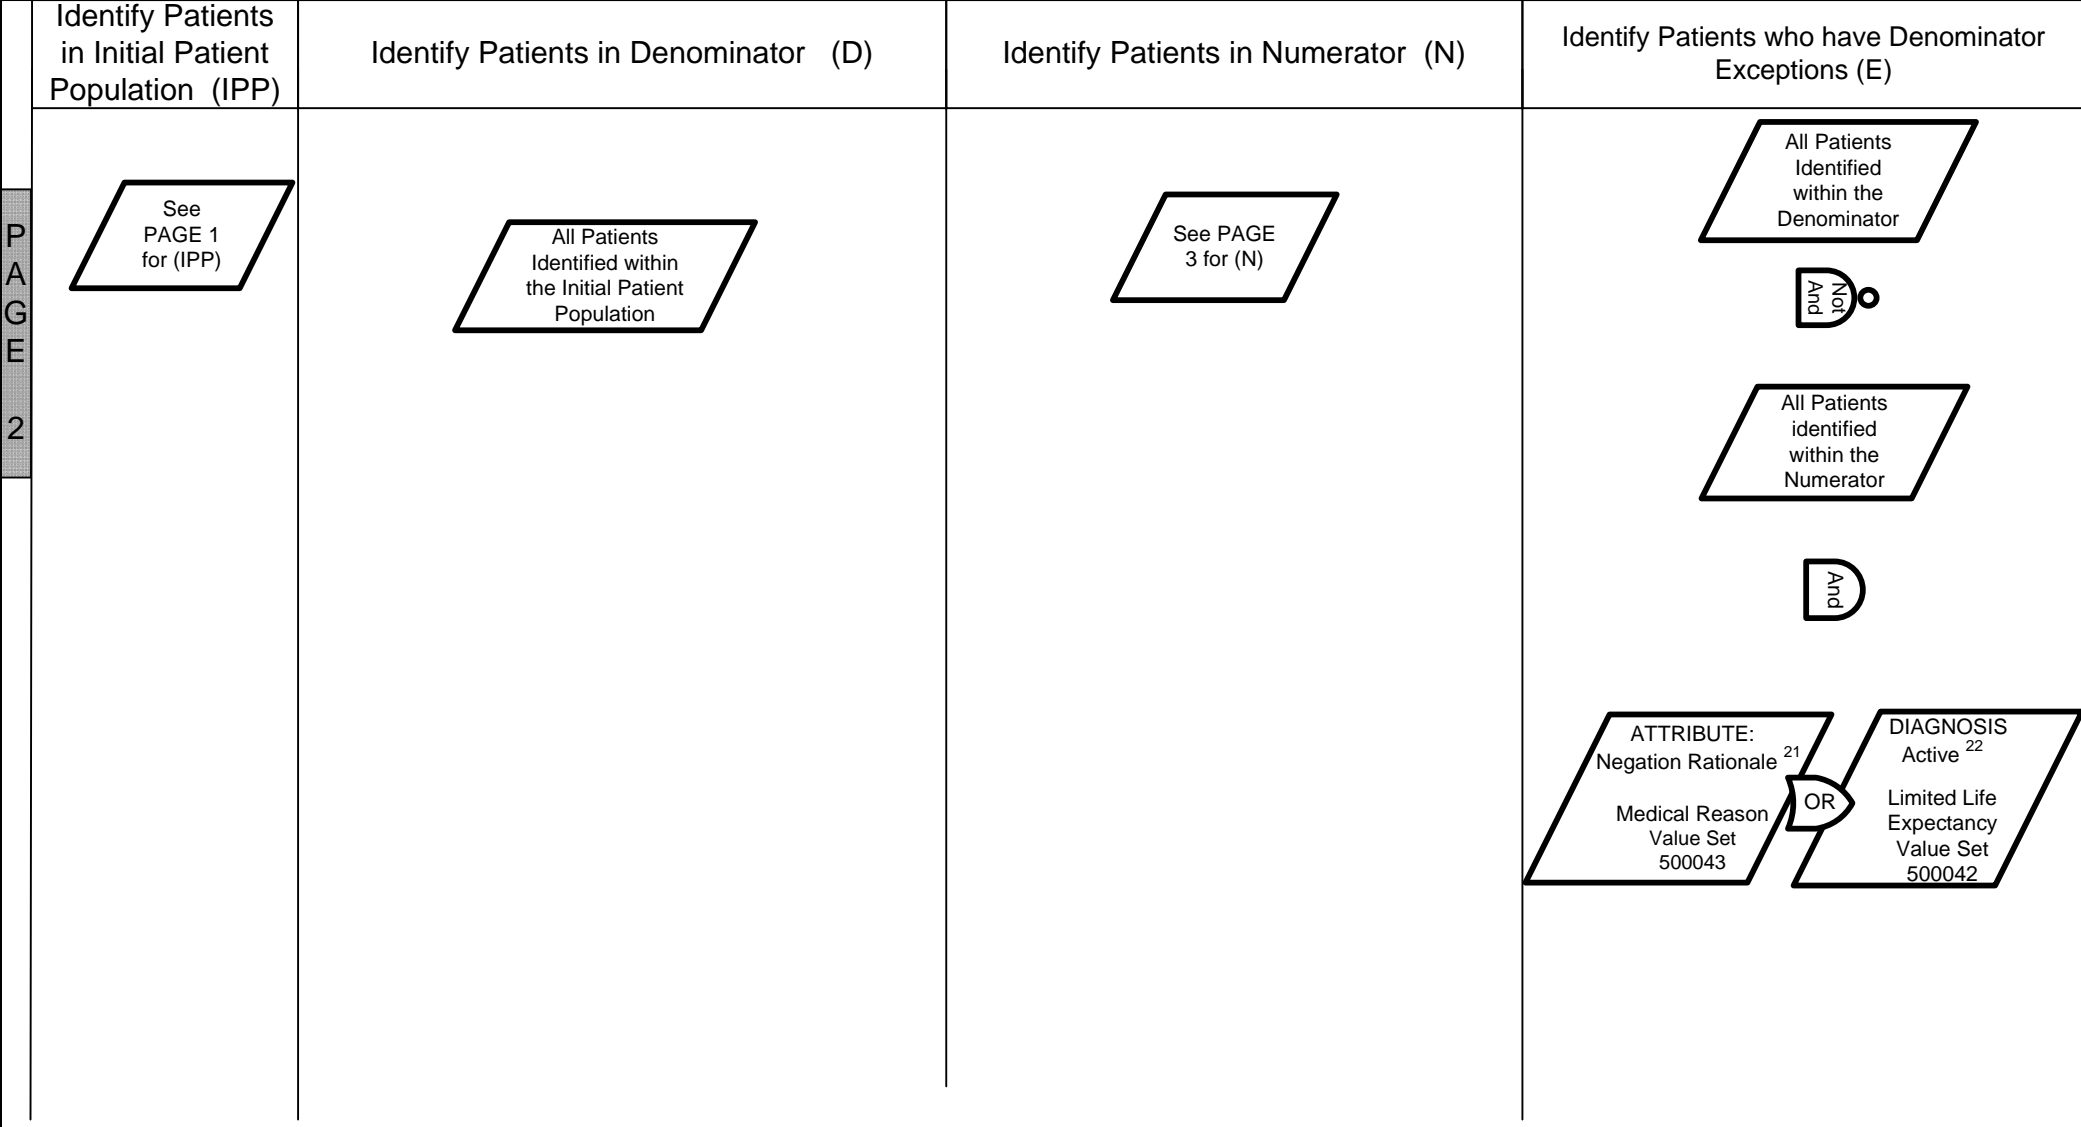 Identify Patients
in Initial Patient
Population (IPP)
Identify Patients in Denominator (D)
Identify Patients in Numerator (N)
Identify Patients who have Denominator
Exceptions (E)
P
A
G
E
2
See
PAGE 1
for (IPP)
All Patients
Identified within
the Initial Patient
Population
See PAGE
3 for (N)
All Patients
Identified
within the
Denominator
Not
And
All Patients
identified
within the
Numerator
And
ATTRIBUTE:
Negation Rationale 21
Medical Reason
Value Set
500043
OR
DIAGNOSIS
Active 22
Limited Life
Expectancy
Value Set
500042